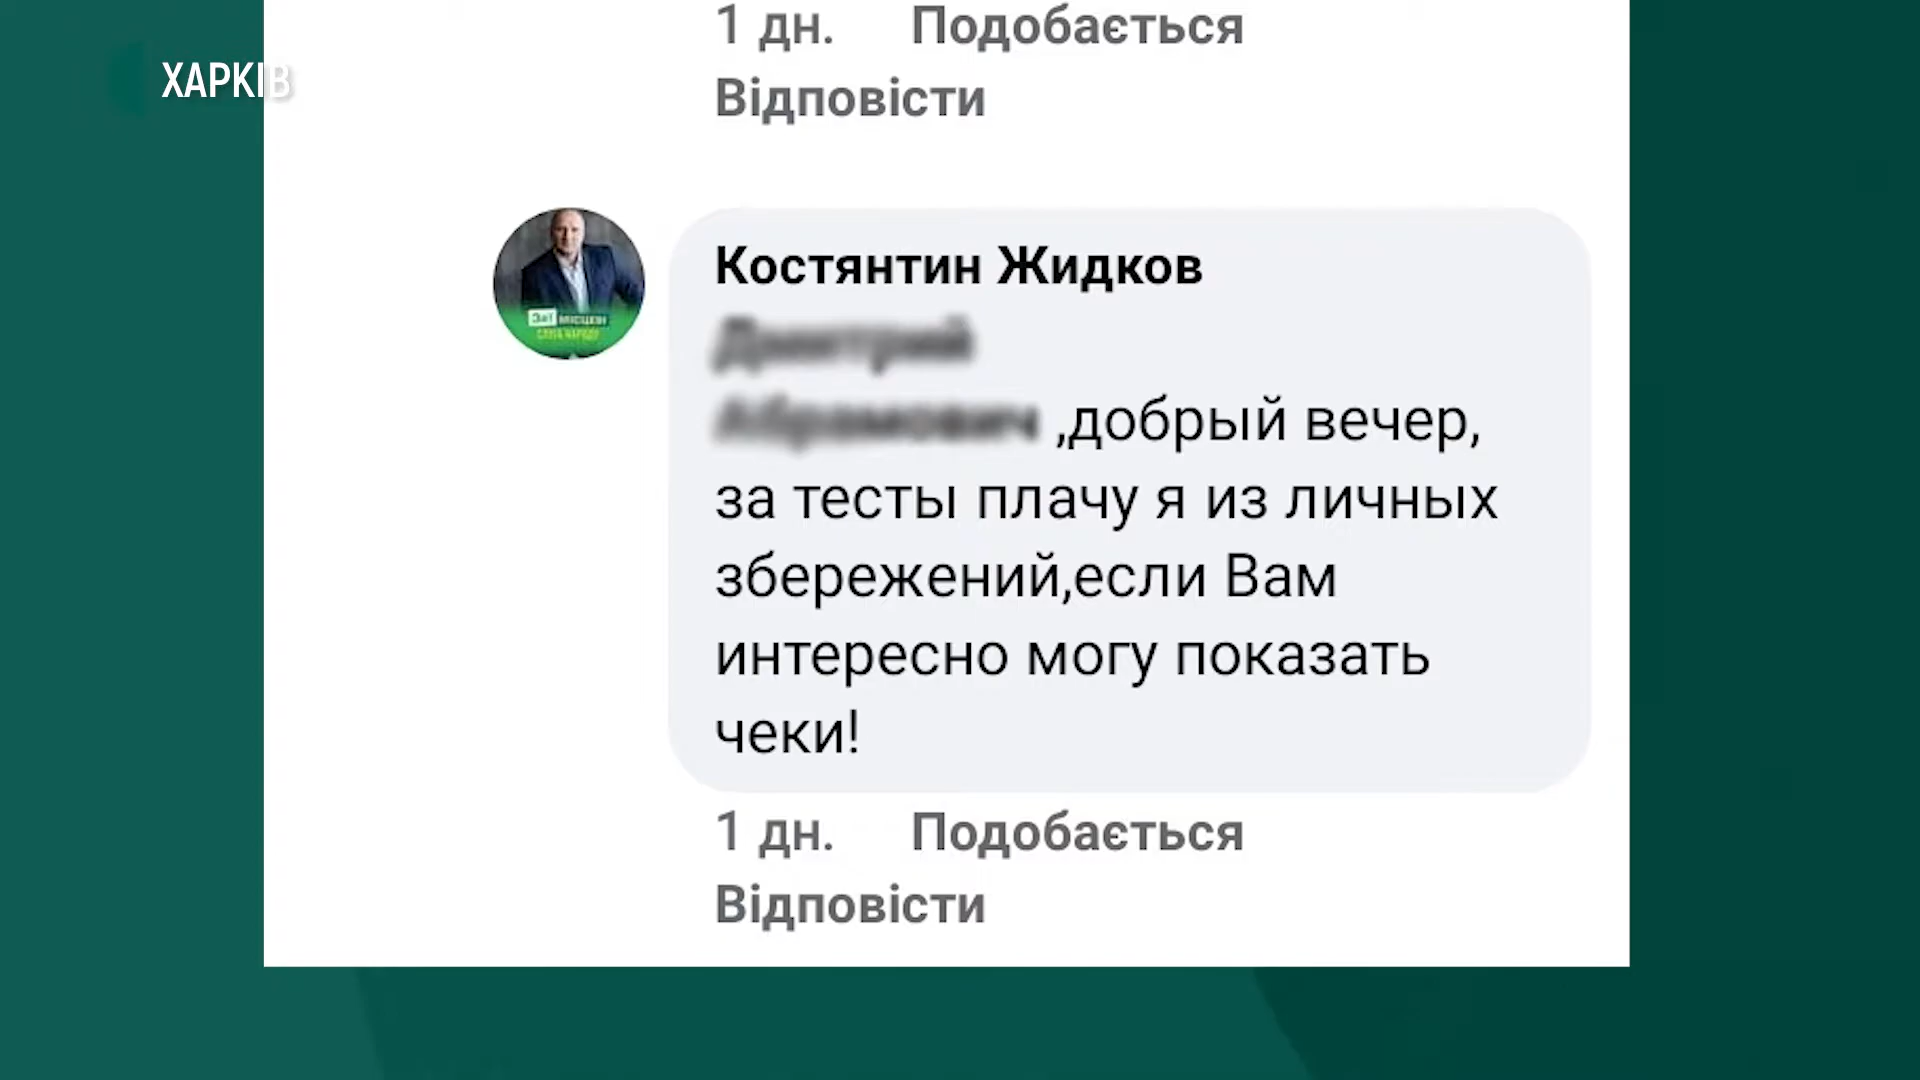 ХАРКІВ
1 дн. Подобається
Відповісти
Костянтин Жидков
,добрый вечер,
за тесты плачу я из личных
збережений,если Вам
интересно могу показать
чеки!
1 дн. Подобається
Відповісти